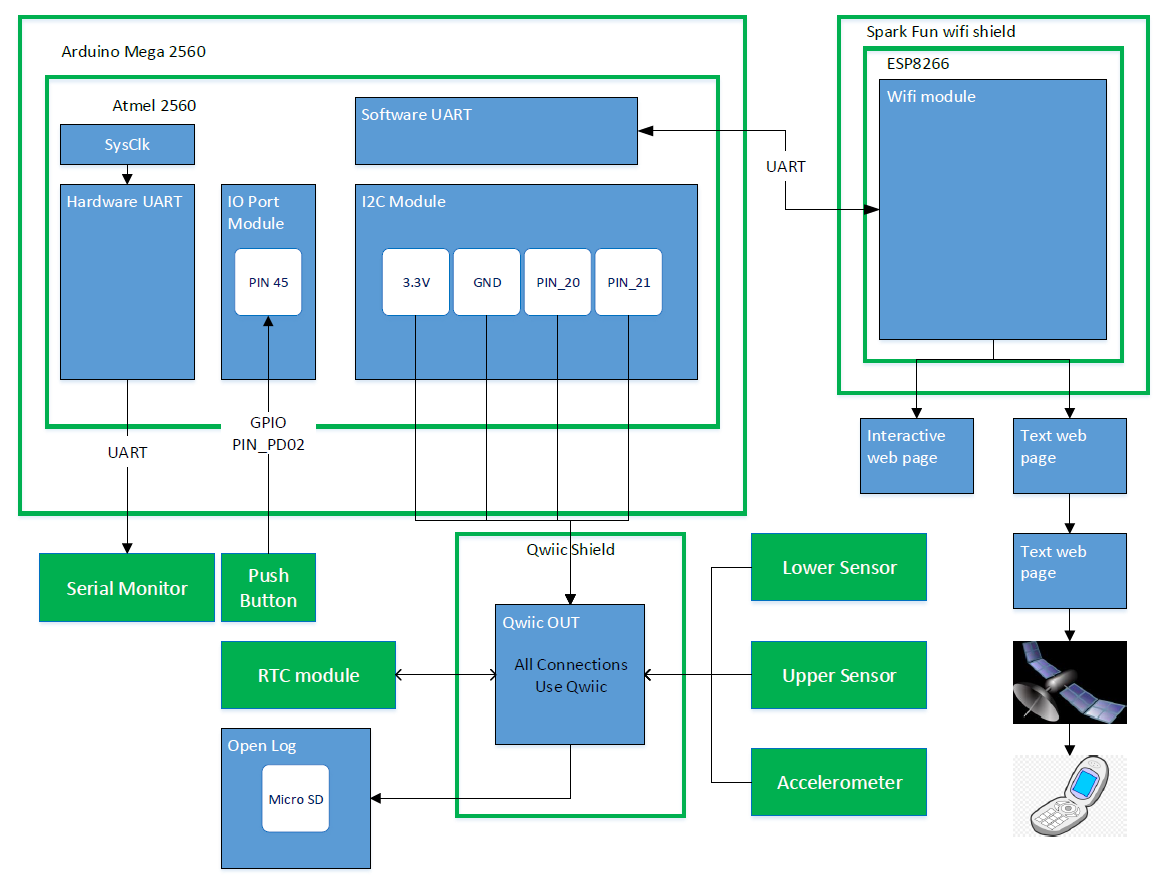 Arduino Mega 2560
Atmel 2560
SysClk
Hardware UART
IO Port
Module
PIN 45
Software UART
I2C Module
3.3V
GND
PIN_20
PIN_21
UART
Spark Fun wifi shield
ESP8266
Wifi module
UART
GPIO
PIN_PD02
Interactive
web page
Text web
page
Text web
page
Serial Monitor
Push
Button
Qwiic Shield
Qwiic OUT
All Connections
Use Qwiic
RTC module
Open Log
Micro SD
Lower Sensor
Upper Sensor
Accelerometer